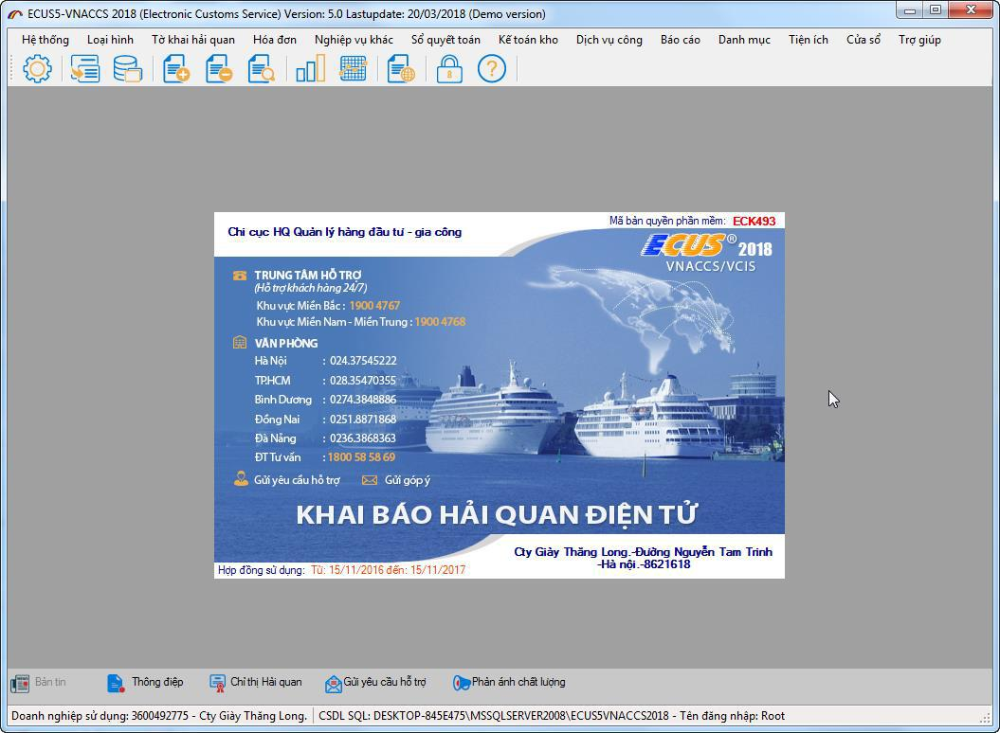 ECUS5-VNACCS 2018 (Electronic Customs Service) Version: 5.0 Lastupdate: 20/03/2018 (Demo version)
Hệ thống Loại hình Tờ khai hải quan Hóa đơn Nghiệp vụ khác Sổ quyết toán Kế toán kho Dịch vụ công Báo cáo Danh mục Tiện ích Cửa sổ Trợ giúp
8 ?
Mã bản quyền phần mềm: ECK493
Chi cục HQ Quản lý hàng đầu tư - gia công
ECUS® 2018
VNACCS/VCIS
TRUNG TÂM HỖ TRỢ
(Hỗ trợ khách hàng 24/7)
Khu vực Miền Bắc : 1900 4767
Khu vực Miền Nam - Miền Trung : 1900 4768
VĂN PHÒNG
Hà Nội : 024.37545222
TP.HCM : 028.35470355
Bình Dương : 0274.3848886
Đồng Nai : 0251.8871868
Đà Nẵng : 0236.3868363
ĐT Tư vấn : 1800 58 58 69
Gửi yêu cầu hỗ trợ Gửi góp ý
KHAI BÁO HẢI QUAN ĐIỆN TỬ
Cty Giày Thăng Long.-Đường Nguyễn Tam Trinh
-Hà nội.-8621618
Hợp đồng sử dụng: Từ: 15/11/2016 đến: 15/11/2017
Bản tin Thông điệp Chỉ thị Hải quan Gửi yêu cầu hỗ trợ Phản ánh chất lượng
Doanh nghiệp sử dụng: 3600492775 - Cty Giày Thăng Long. CSDL SQL: DESKTOP-845E475\MSSQLSERVER2008\ECUS5VNACCS2018 - Tên đăng nhập: Root